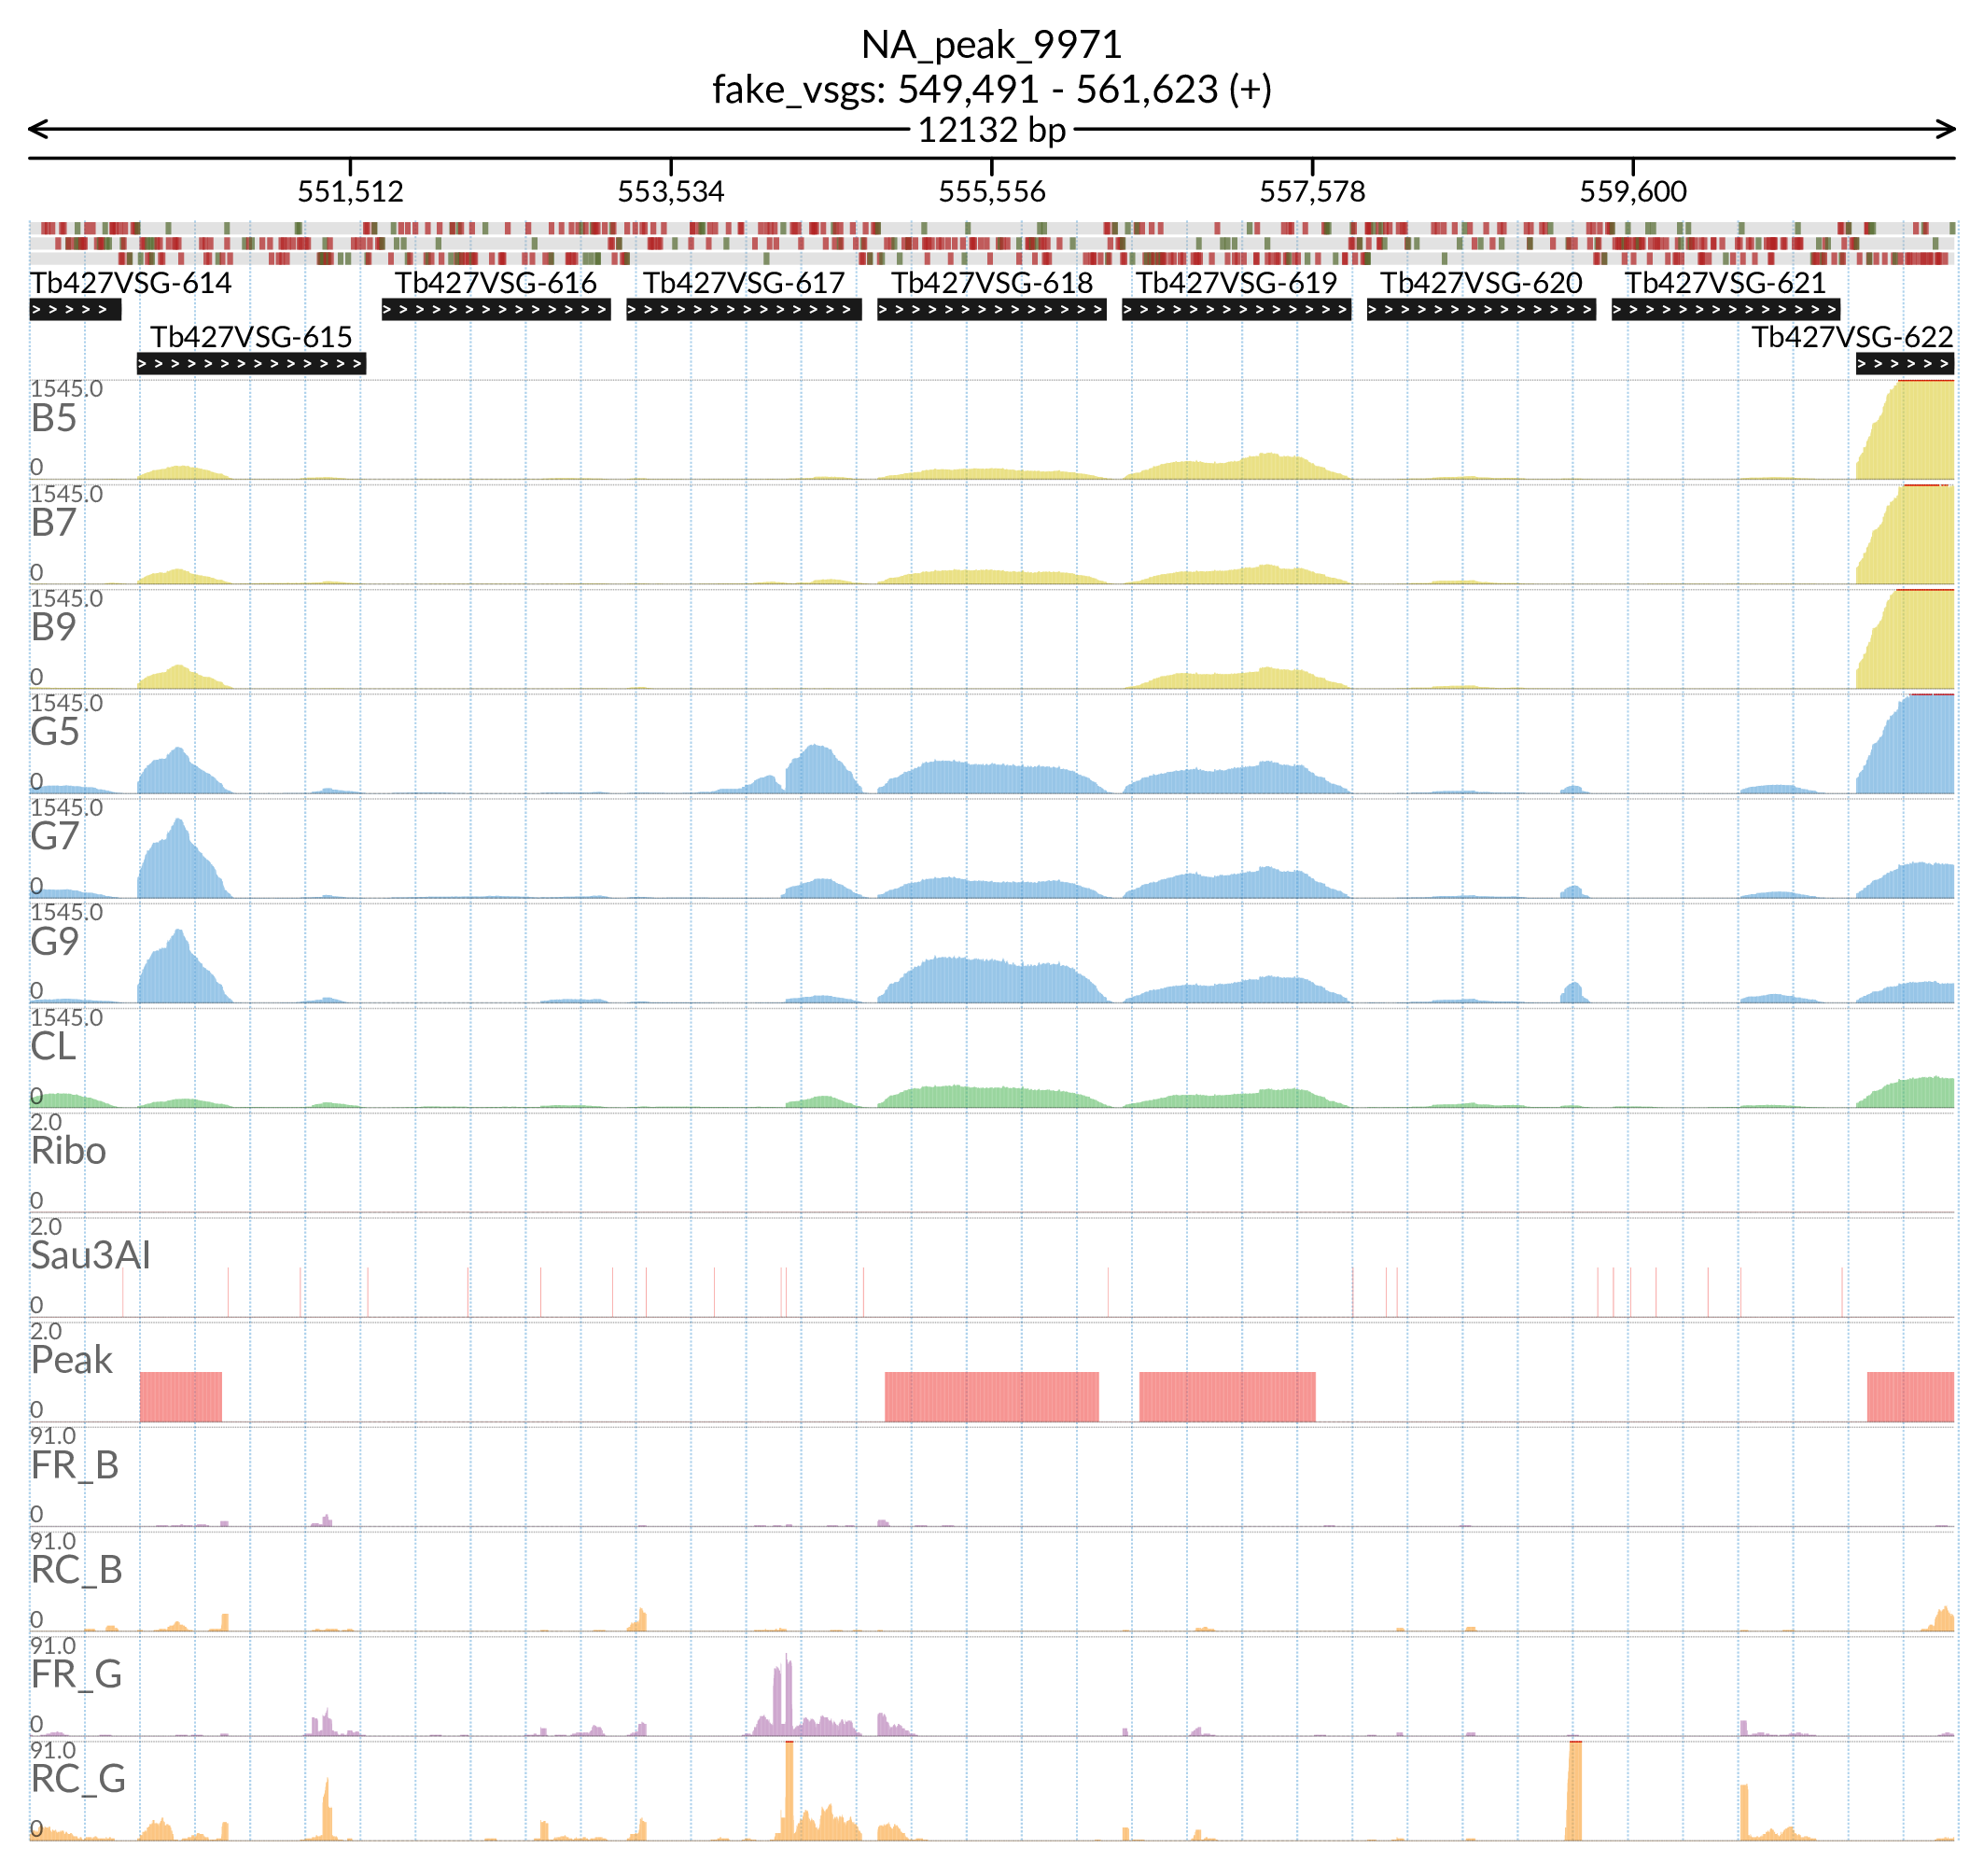 NA_peak_9971
fake_vsgs: 549,491 - 561,623 (+)
12132 bp
551,512 553,534 555,556 557,578 559,600
Tb427VSG-614 Tb427VSG-616 Tb427VSG-617 Tb427VSG-618 Tb427VSG-619 Tb427VSG-620 Tb427VSG-621
Tb427VSG-615 Tb427VSG-622
1545.0
B5
0
1545.0
B7
0
1545.0
B9
0
1545.0
G5
0
1545.0
G7
0
1545.0
G9
0
1545.0
CL
0
2.0
Ribo
0
2.0
Sau3AI
0
2.0
Peak
0
91.0
FR_B
0
91.0
RC_B
0
91.0
FR_G
0
91.0
RC_G
0